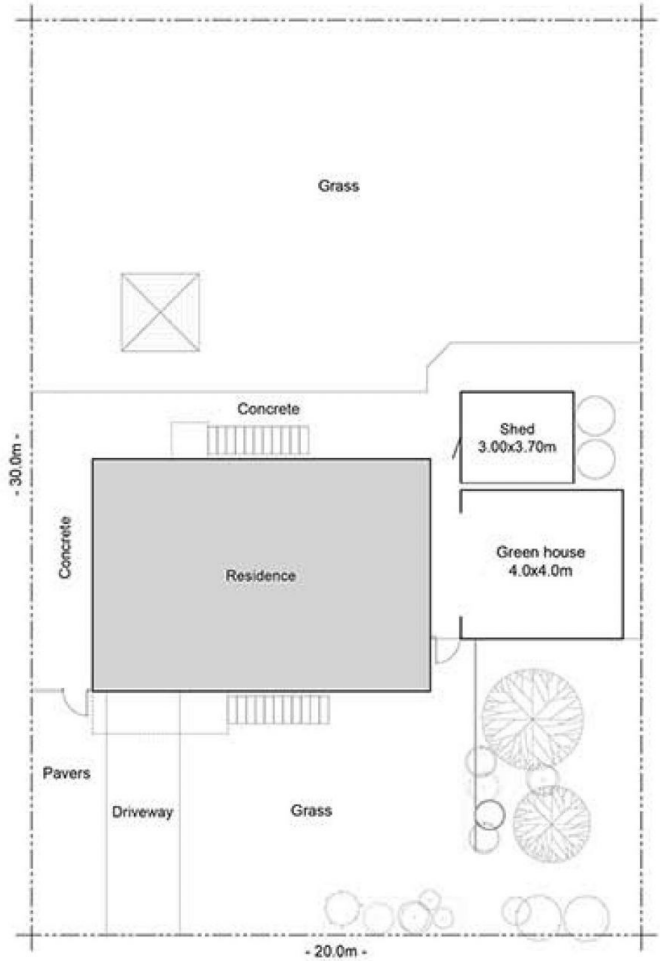 Grass
Concrete
Shed
3.00x3.70m
- 30.0m -
Concrete
Green house
4.0x4.0m
Residence
Pavers
Driveway
Grass
- 20.0m -